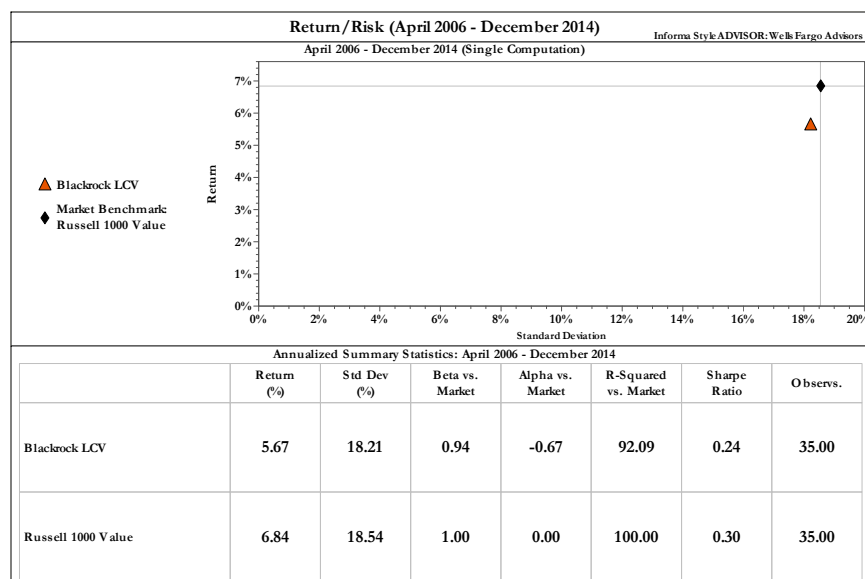 Return/Risk (April 2006 - December 2014)
Informa Style ADVISOR: Wells Fargo Advisors
April 2006 - December 2014 (Single Computation)
Blackrock LCV
Market Benchmark:
Russell 1000 Value
Return
7%
6%
5%
4%
3%
2%
1%
0%
0% 2% 4% 6% 8% 10% 12% 14% 16% 18% 20%
Standard Deviation
Annualized Summary Statistics: April 2006 - December 2014
Return Std Dev Beta vs. Alpha vs. R-Squared Sharpe Observs.
(%) (%) Market Market vs. Market Ratio
Blackrock LCV 5.67 18.21 0.94 -0.67 92.09 0.24 35.00
Russell 1000 Value 6.84 18.54 1.00 0.00 100.00 0.30 35.00